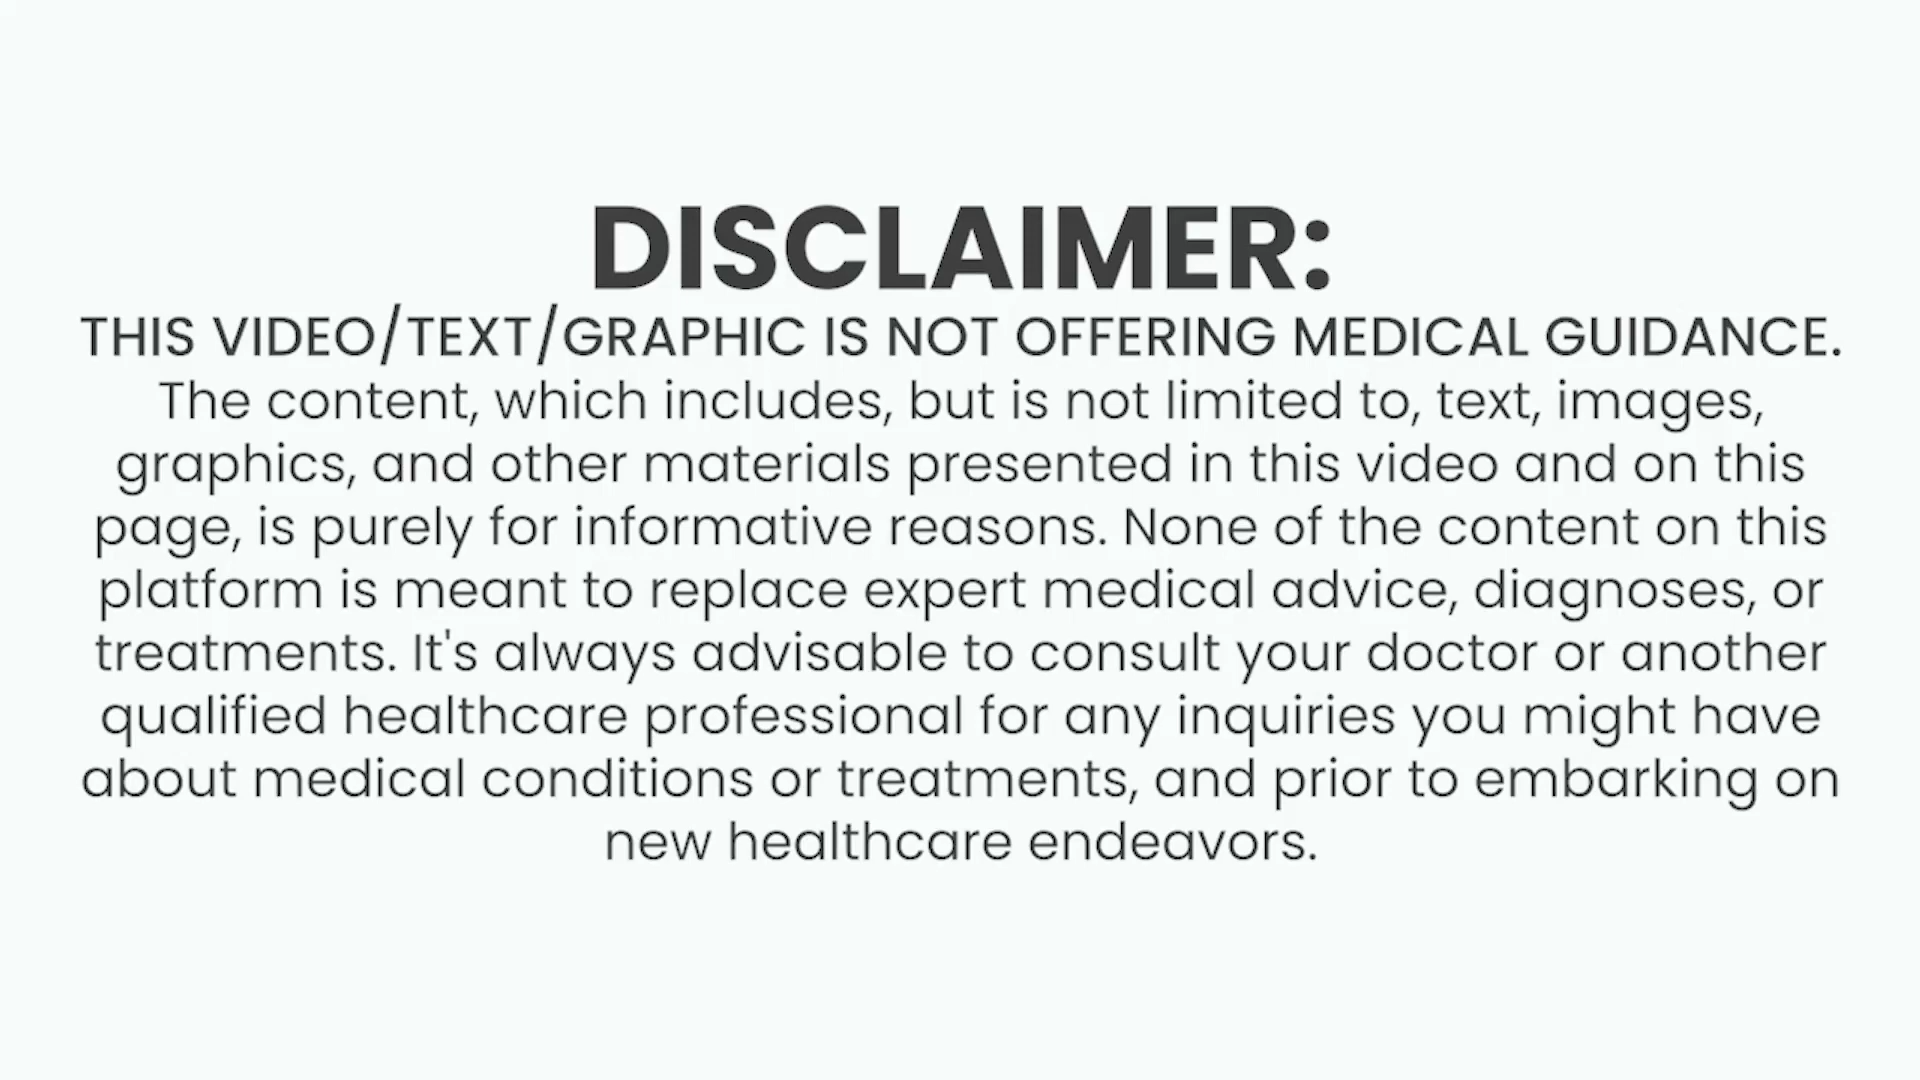 DISCLAIMER:
THIS VIDEO/TEXT/GRAPHIC IS NOT OFFERING MEDICAL GUIDANCE.
The content, which includes, but is not limited to, text, images,
graphics, and other materials presented in this video and on this
page, is purely for informative reasons. None of the content on this
platform is meant to replace expert medical advice, diagnoses, or
treatments. It's always advisable to consult your doctor or another
qualified healthcare professional for any inquiries you might have
about medical conditions or treatments, and prior to embarking on
new healthcare endeavors.